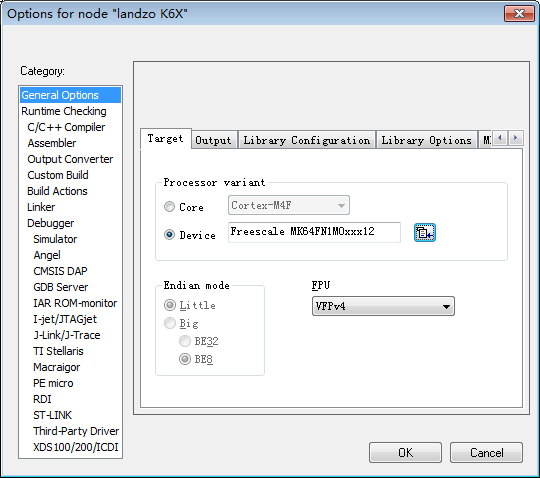 Options for node "landzo K6X"
Category:
General Options
Runtime Checking
C/C++ Compiler
Assembler
Output Converter
Custom Build
Build Actions
Linker
Debugger
Simulator
Angel
CMSIS DAP
GDB Server
IAR ROM-monitor
I-jet/JTAGjet
J-Link/J-Trace
TI Stellaris
Macraigor
PE micro
RDI
ST-LINK
Third-Party Driver
XDS100/200/ICDI
Target Output Library Configuration Library Options
Processor variant
Core Cortex-M4F
Device Freescale MK64FN1M0xxx12
Endian mode
Little
Big
BE32
BE8
FPU
VFPv4
OK Cancel